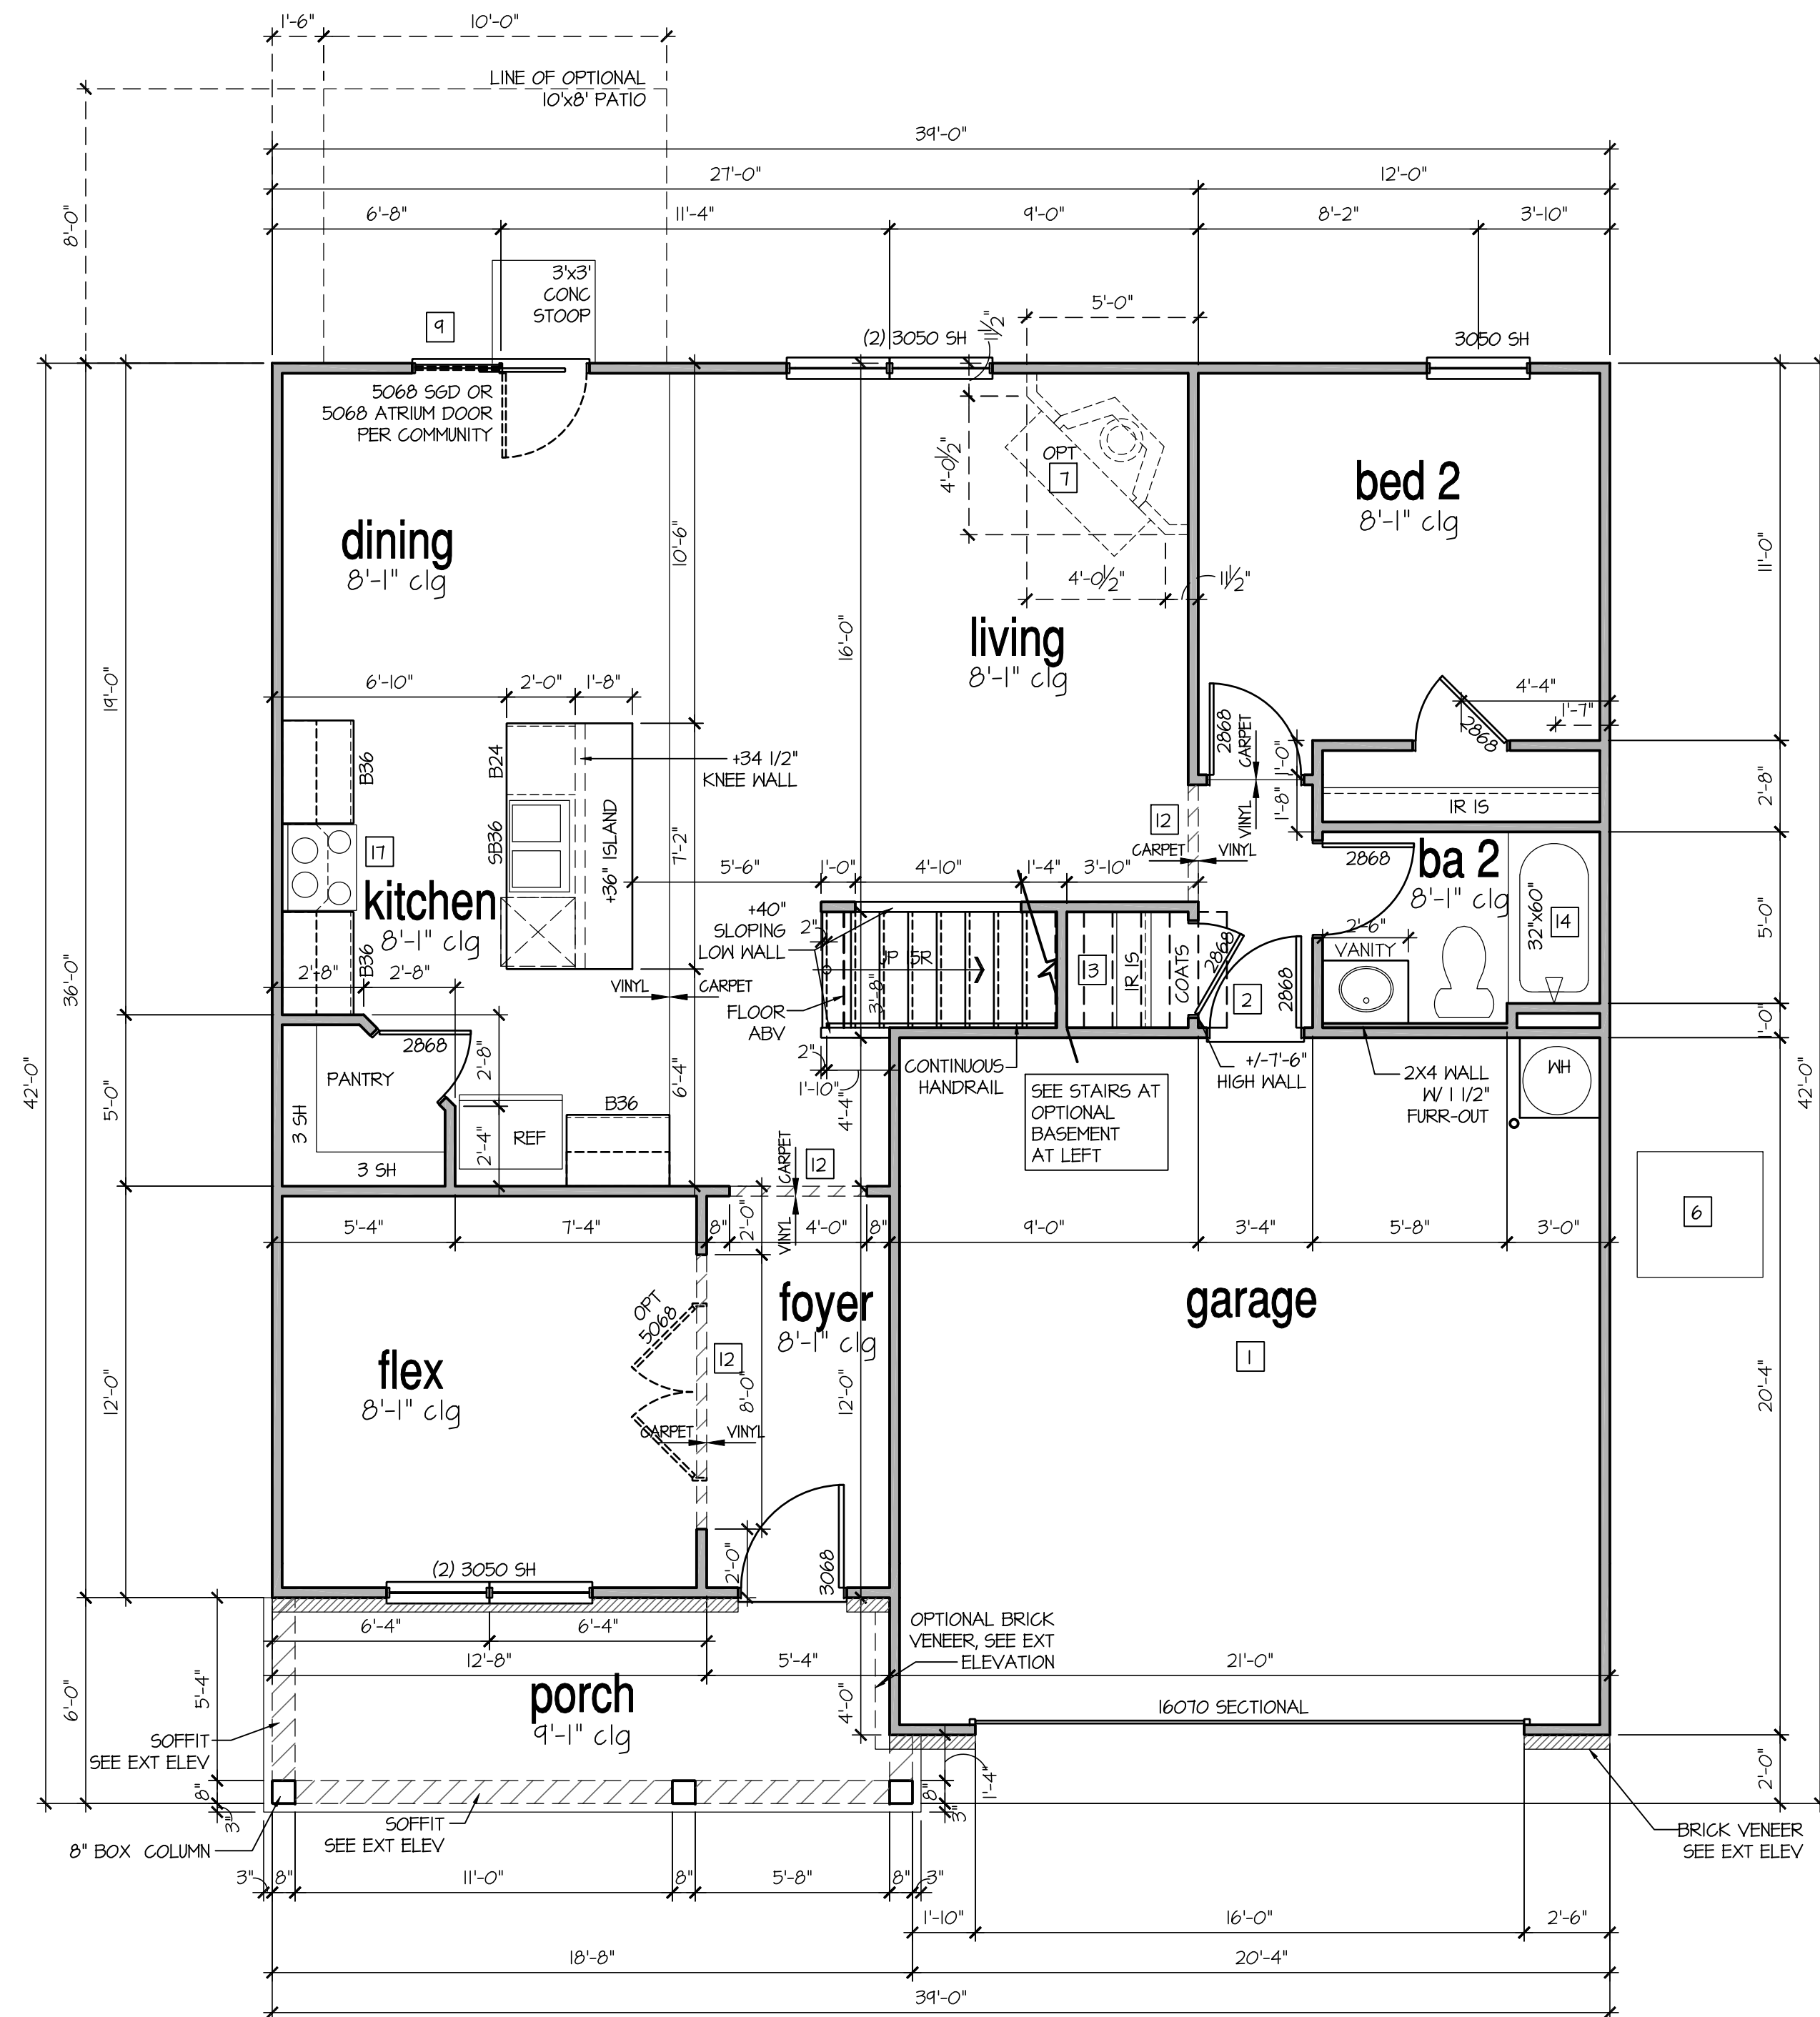 1'-6"
10'-0"
LINE OF OPTIONAL
10'x8' PATIO
39'-0"
27'-0"
12'-0"
8'-0"
6'-8"
11'-4"
9'-0"
8'-2"
3'-10"
3'x3'
CONC
STOOP
9
5'-0"
11 1/2"
(2) 3050 SH
3050 SH
5068 SGD OR
5068 ATRIUM DOOR
PER COMMUNITY
OPT
7
4'-0 1/2"
bed 2
8'-1" clg
dining
8'-1" clg
10'-6"
4'-0 1/2"
11 1/2"
11'-0"
living
8'-1" clg
16'-0"
19'-0"
6'-10"
2'-0"
1'-8"
4'-4"
1'-7"
2868
CARPET
2868
1'-0"
B36
B24
+34 1/2"
KNEE WALL
2'-8"
1R 1S
1'-8"
VINYL
12
17
SB36
+36" ISLAND
7'-2"
CARPET
VINYL
2868
ba 2
8'-1" clg
kitchen
8'-1" clg
5'-6"
1'-0"
4'-10"
1'-4"
3'-10"
+40"
SLOPING
LOW WALL
2"
UP 15R
3'-8"
13
1R 1S
COATS
2868
2'-6"
VANITY
32"x60"
14
5'-0"
36'-0"
B36
2'-8"
2'-8"
VINYL
CARPET
FLOOR
ABV
2
2868
1'-0"
42'-0"
2868
PANTRY
2'-8"
6'-4"
2"
1'-10"
4'-4"
CONTINUOUS
HANDRAIL
+/-7'-6"
HIGH WALL
2X4 WALL
W/ 1 1/2"
FURR-OUT
WH
42'-0"
SEE STAIRS AT
OPTIONAL
BASEMENT
AT LEFT
5'-0"
3 SH
3 SH
REF
2'-4"
B36
CARPET
12
6
5'-4"
7'-4"
8"
2'-0"
VINYL
4'-0"
8"
9'-0"
3'-4"
5'-8"
3'-0"
foyer
8'-1" clg
garage
1
OPT
5068
12
flex
8'-1" clg
8'-0"
12'-0"
12'-0"
20'-4"
CARPET
VINYL
2'-0"
3068
(2) 3050 SH
6'-4"
6'-4"
OPTIONAL BRICK
VENEER, SEE EXT
ELEVATION
12'-8"
5'-4"
21'-0"
porch
9'-1" clg
16070 SECTIONAL
4'-0"
5'-4"
6'-0"
SOFFIT
SEE EXT ELEV
8"
3"
8"
3"
1'-4"
2'-0"
SOFFIT
SEE EXT ELEV
8" BOX COLUMN
BRICK VENEER
SEE EXT ELEV
3"
8"
11'-0"
8"
5'-8"
8"
3"
1'-10"
16'-0"
2'-6"
18'-8"
20'-4"
39'-0"